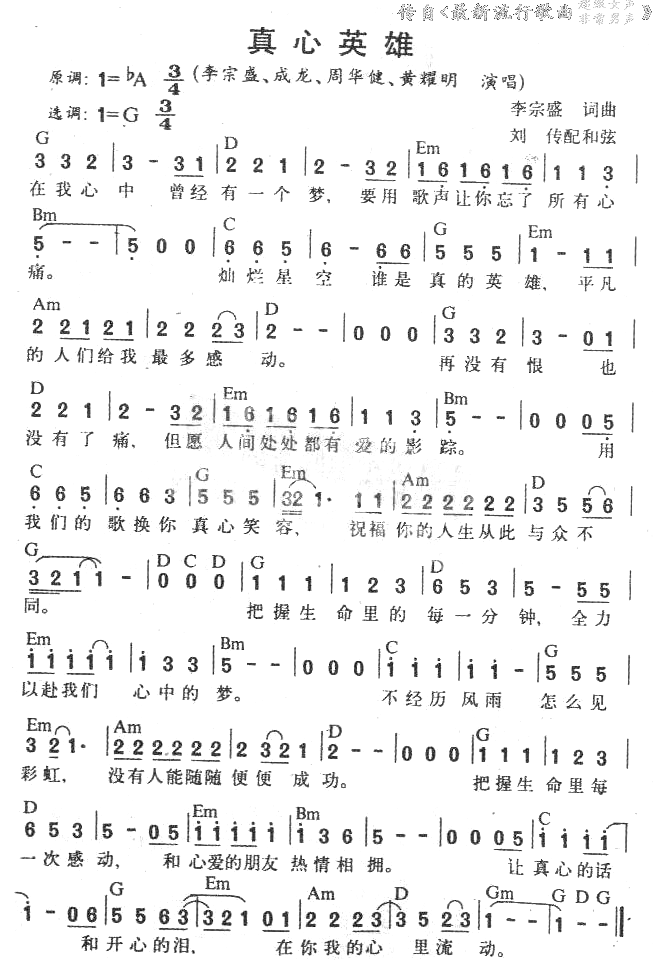 传自《最新流行歌曲 超级女声 非常男声》
真心英雄
原调:1=♭A 3/4 (李宗盛、成龙、周华健、黄耀明 演唱)
选调:1=G 3/4
李宗盛 词曲
刘 传配和弦
G D Em
3 3 2 | 3 - 3 1 | 2 2 1 | 2 - 3 2 | 1 6 1 6 1 6 | 1 1 3 |
在我心中 曾经有一个梦, 要用 歌声让你忘了 所有心
Bm C G Em
5 - - | 5 0 0 | 6 6 5 | 6 - 6 6 | 5 5 5 | 1 - 1 1 |
痛。 灿烂星空 谁是真的英雄, 平凡
Am D G
2 2 1 2 1 | 2 2 2 3 | 2 - - | 0 0 0 | 3 3 2 | 3 - 0 1 |
的人们给我 最多感 动。 再没有恨 也
D Em Bm
2 2 1 | 2 - 3 2 | 1 6 1 6 1 6 | 1 1 3 | 5 - - | 0 0 0 5 |
没有了痛, 但愿 人间处处都有 爱的影踪。 用
C G Em Am D
6 6 5 | 6 6 3 | 5 5 5 | 3 2 1· 1 1 | 2 2 2 2 2 2 | 3 5 5 6 |
我们的 歌换你 真心笑容, 祝福 你的人生从此 与众不
G D C D G D
3 2 1 1 - | 0 0 0 | 1 1 1 | 1 2 3 | 6 5 3 | 5 - 5 5 |
同。 把握生 命里的 每一分钟, 全力
Em Bm C G
1 1 1 1 1 | 1 3 3 | 5 - - | 0 0 0 | 1 1 1 | 1 - - | 5 5 5 |
以赴我们 心中的梦。 不经历 风雨 怎么见
Em Am D G
3 2 1· | 2 2 2 2 2 2 | 2 3 2 1 | 2 - - | 0 0 0 | 1 1 1 | 1 2 3 |
彩虹, 没有人能随随便便 成功。 把握生 命里每
D Em Bm C
6 5 3 | 5 - 0 5 | 1 1 1 1 1 | 1 3 6 | 5 - - | 0 0 0 5 | 1 1 1 1 |
一次感动, 和心爱的朋友 热情相拥。 让真心的话
G Em Am D Gm G D G
1 - 0 6 | 5 5 6 3 | 3 2 1 0 1 | 2 2 2 3 | 3 2 3 2 | 1 - - | 1 - - ‖
和开心的泪, 在你我的心 里流动。